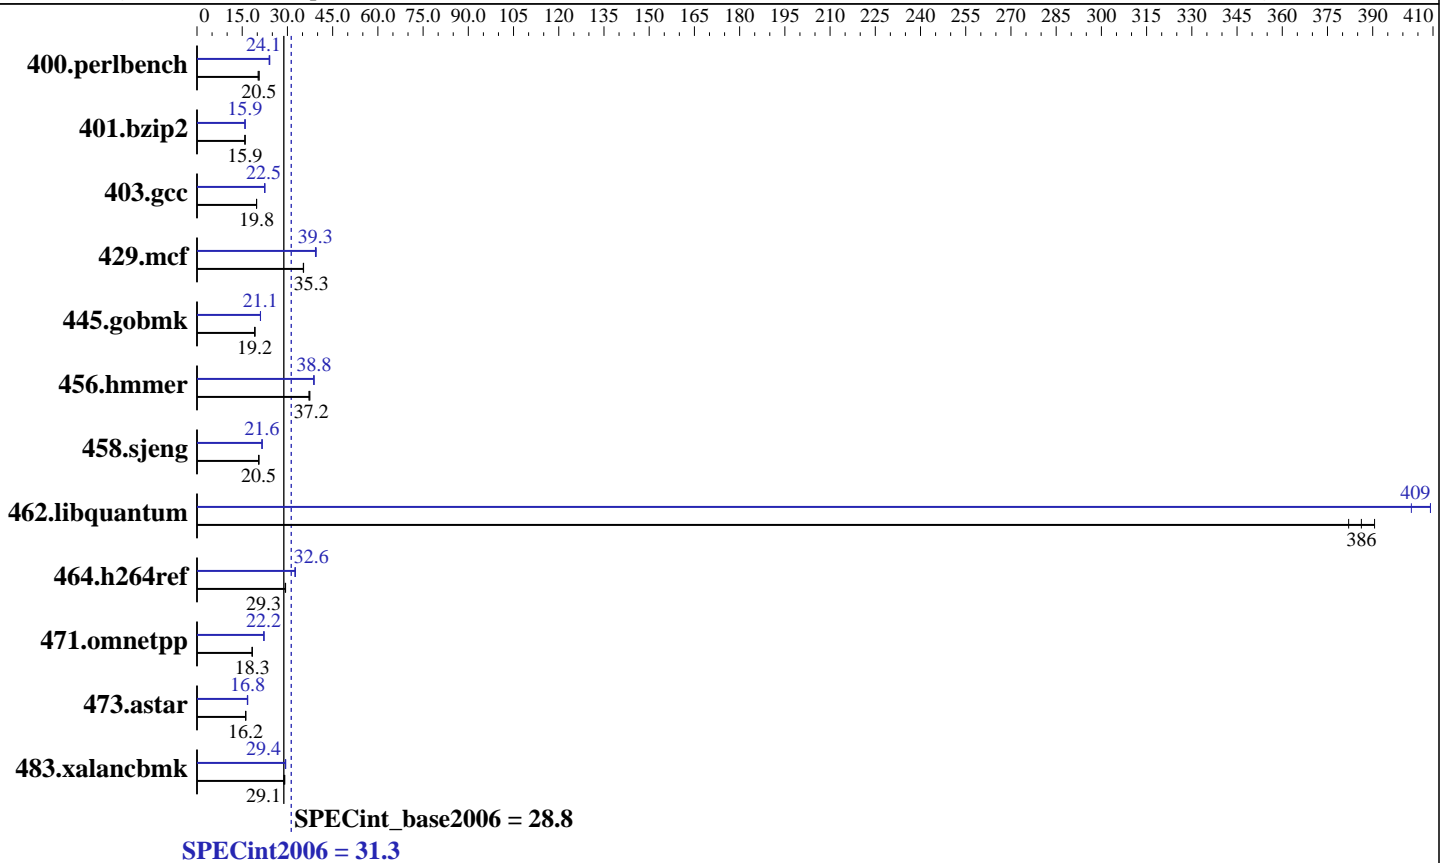 0 15.0 30.0 45.0 60.0 75.0 90.0 105 120 135 150 165 180 195 210 225 240 255 270 285 300 315 330 345 360 375 390 410
24.1
400.perlbench
20.5
15.9
401.bzip2
15.9
22.5
403.gcc
19.8
39.3
429.mcf
35.3
21.1
445.gobmk
19.2
38.8
456.hmmer
37.2
21.6
458.sjeng
20.5
409
462.libquantum
386
32.6
464.h264ref
29.3
22.2
471.omnetpp
18.3
16.8
473.astar
16.2
29.4
483.xalancbmk
29.1
SPECint_base2006 = 28.8
SPECint2006 = 31.3